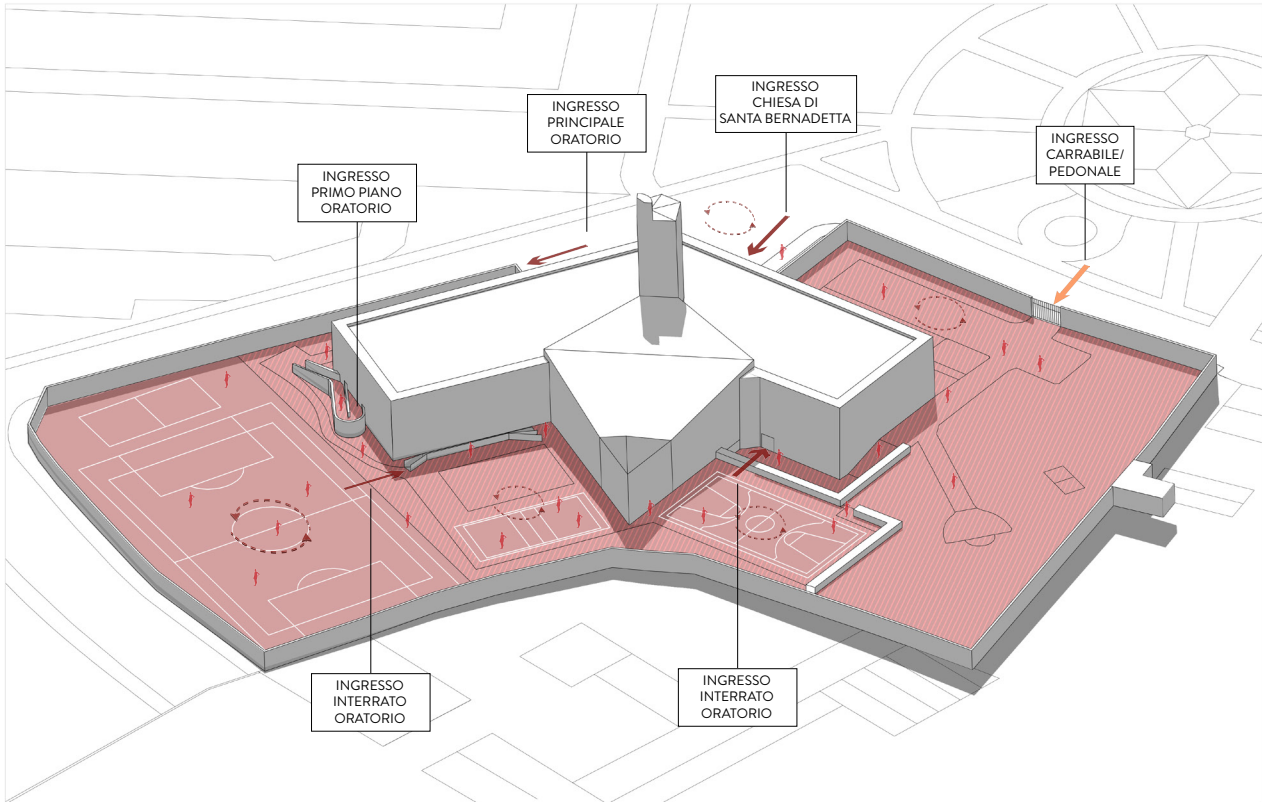 INGRESSO
CHIESA DI
SANTA BERNADETTA
INGRESSO
PRINCIPALE
ORATORIO
INGRESSO
CARRABILE/
PEDONALE
INGRESSO
PRIMO PIANO
ORATORIO
INGRESSO
INTERRATO
ORATORIO
INGRESSO
INTERRATO
ORATORIO